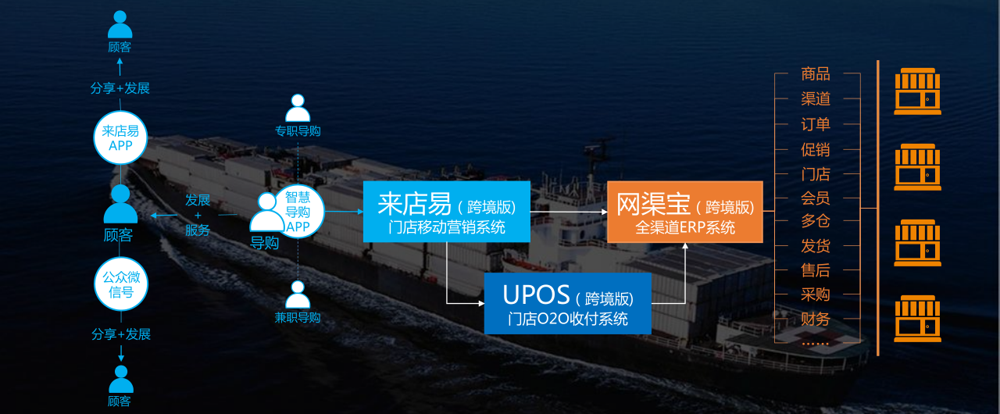 顾客
分享+发展
来店易
APP
顾客
公众微
信号
分享+发展
顾客
发展
+
服务
专职导购
智慧
导购
APP
导购
兼职导购
来店易（跨境版)
门店移动营销系统
UPOS（跨境版)
门店O2O收付系统
网渠宝（跨境版)
全渠道ERP系统
商品
渠道
订单
促销
门店
会员
多仓
发货
售后
采购
财务
……